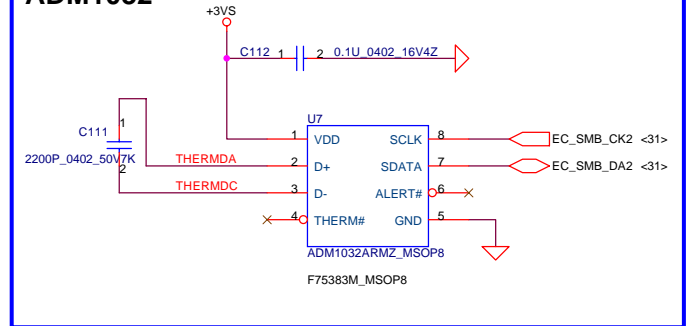 +3VS
C112 1 2 0.1U_0402_16V4Z
U7
C111
1
2
2200P_0402_50V7K
THERMDA
THERMDC
1 VDD SCLK 8 EC_SMB_CK2 <31>
2 D+ SDATA 7 EC_SMB_DA2 <31>
3 D- ALERT# 6
4 THERM# GND 5
ADM1032ARMZ_MSOP8
F75383M_MSOP8